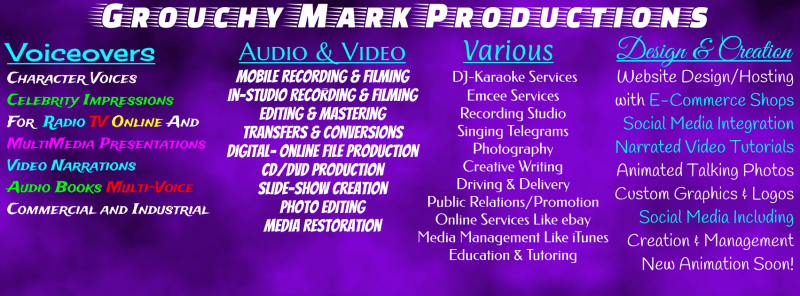 Grouchy Mark Productions
Voiceovers
Character Voices
Celebrity Impressions
For Radio TV Online And
MultiMedia Presentations
Video Narrations
Audio Books Multi-Voice
Commercial and Industrial
Audio & Video
Mobile Recording & Filming
In-Studio Recording & Filming
Editing & Mastering
Transfers & Conversions
Digital- Online File Production
CD/DVD Production
Slide-Show Creation
Photo Editing
Media Restoration
Various
DJ-Karaoke Services
Emcee Services
Recording Studio
Singing Telegrams
Photography
Creative Writing
Driving & Delivery
Public Relations/Promotion
Online Services Like ebay
Media Management Like iTunes
Education & Tutoring
Design & Creation
Website Design/Hosting
with E-Commerce Shops
Social Media Integration
Narrated Video Tutorials
Animated Talking Photos
Custom Graphics & Logos
Social Media Including
Creation & Management
New Animation Soon!